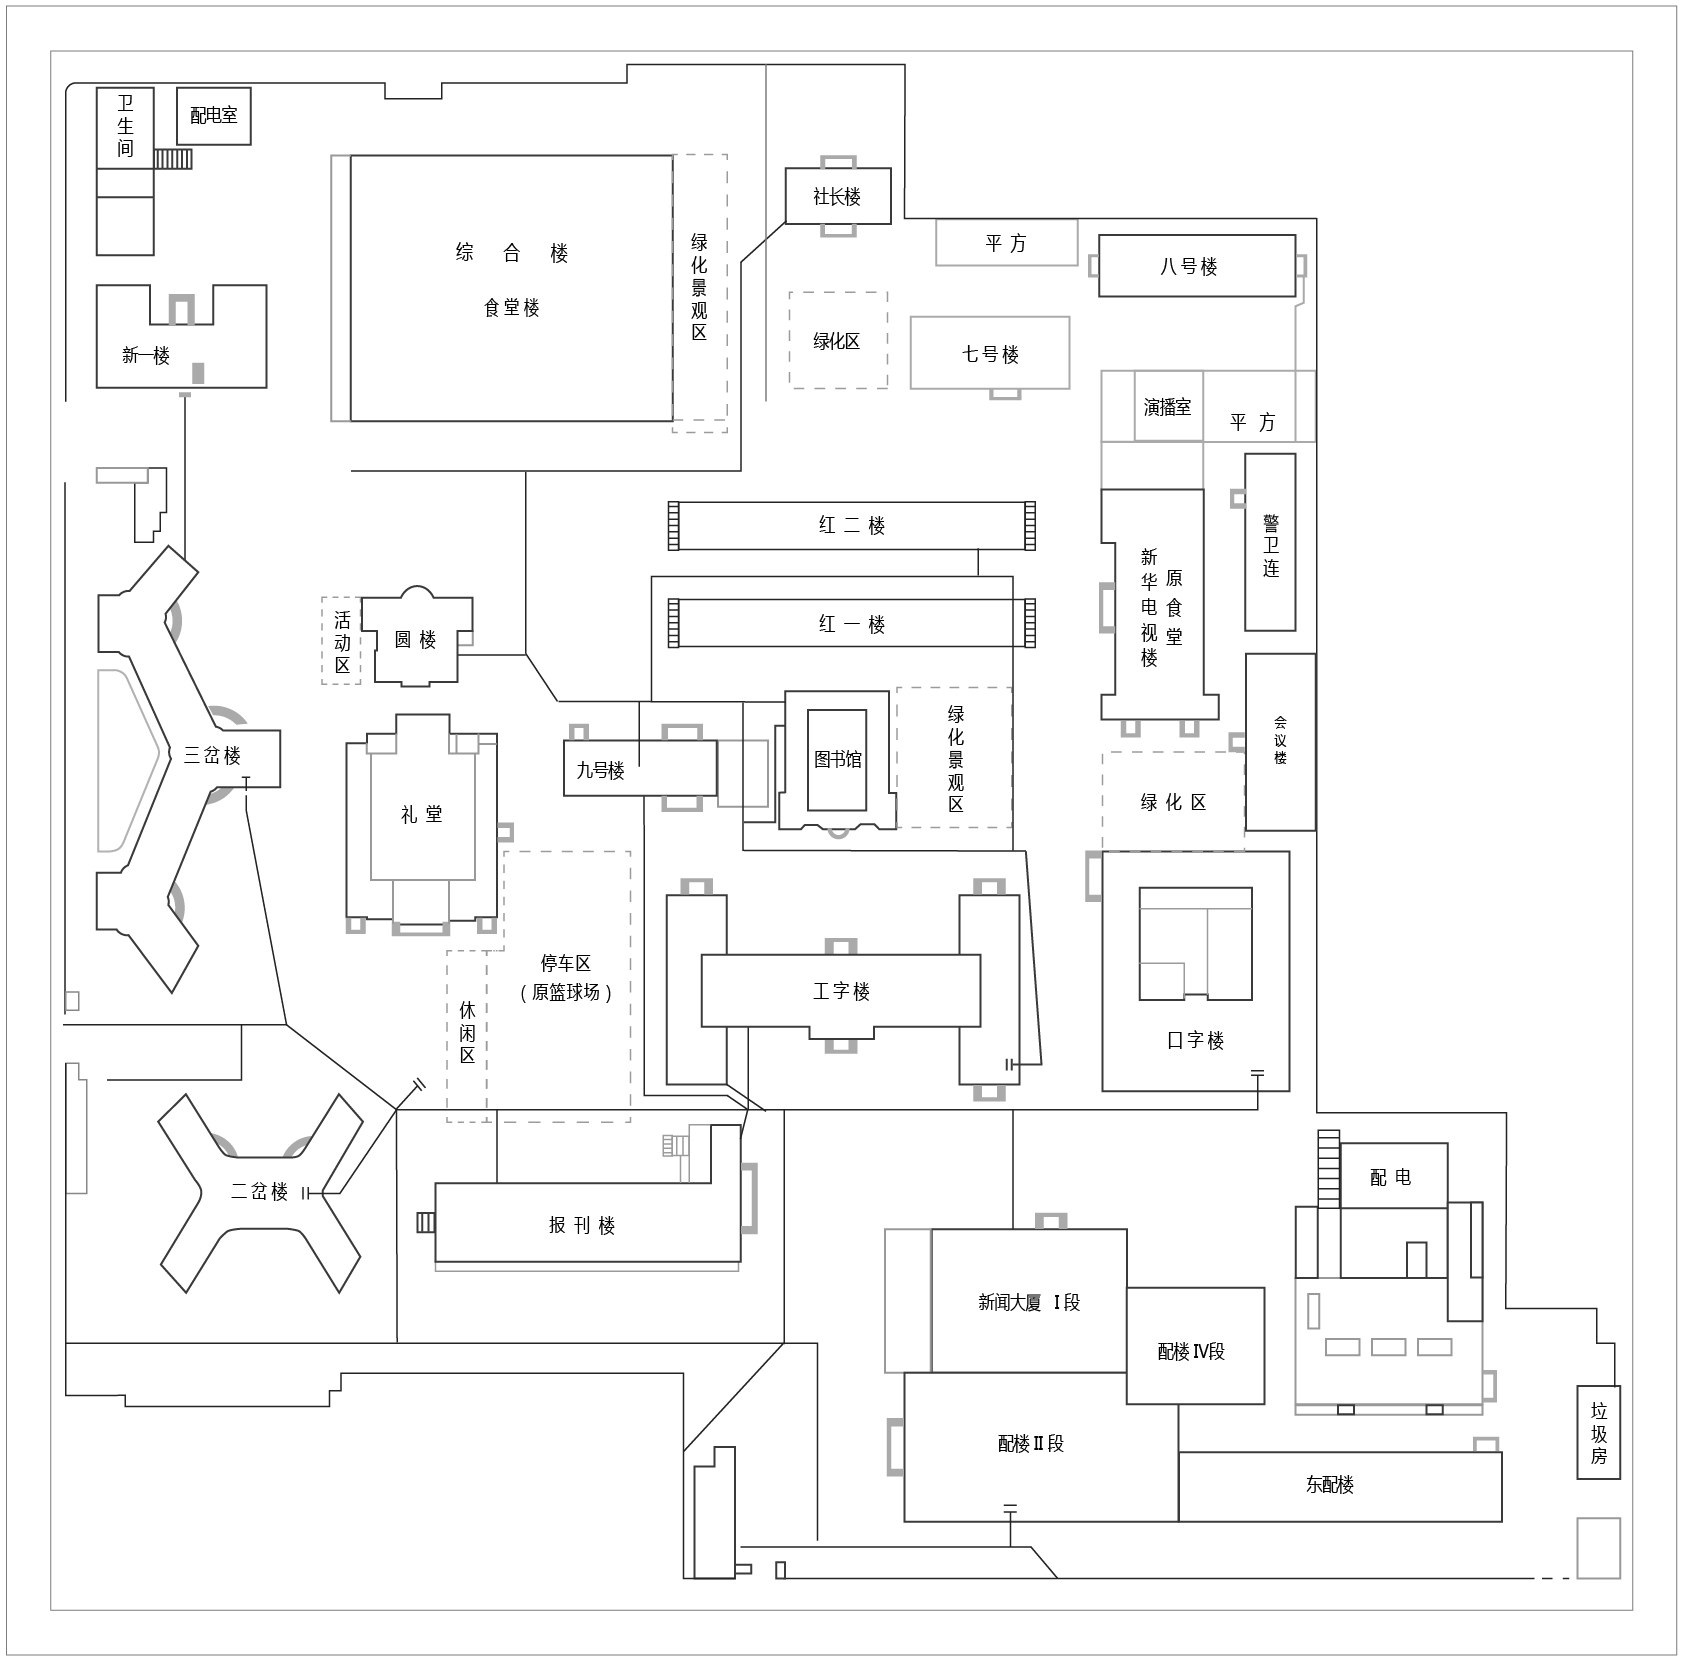 卫生间
配电室
综合楼
食堂楼
绿化景观区
社长楼
平方
八号楼
新一楼
绿化区
七号楼
演播室
平方
红二楼
警卫连
新华电视楼
原食堂
活动区
圆楼
红一楼
三岔楼
礼堂
九号楼
图书馆
绿化景观区
会议楼
绿化区
停车区
(原篮球场)
休闲区
工字楼
口字楼
二岔楼
报刊楼
配电
新闻大厦 I段
配楼IV段
配楼II段
东配楼
垃圾房